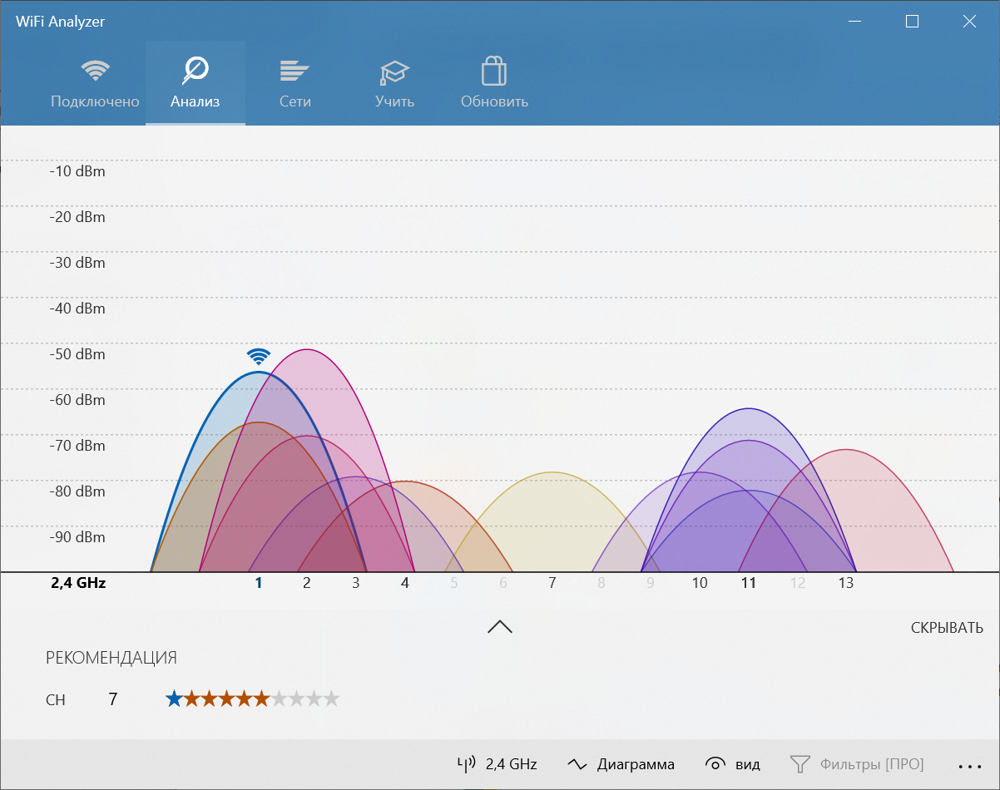 WiFi Analyzer
Подключено Анализ Сети Учить Обновить
-10 dBm
-20 dBm
-30 dBm
-40 dBm
-50 dBm
-60 dBm
-70 dBm
-80 dBm
-90 dBm
2,4 GHz 1 2 3 4 5 6 7 8 9 10 11 12 13
СКРЫВАТЬ
РЕКОМЕНДАЦИЯ
CH 7
2,4 GHz Диаграмма вид Фильтры [ПРО]